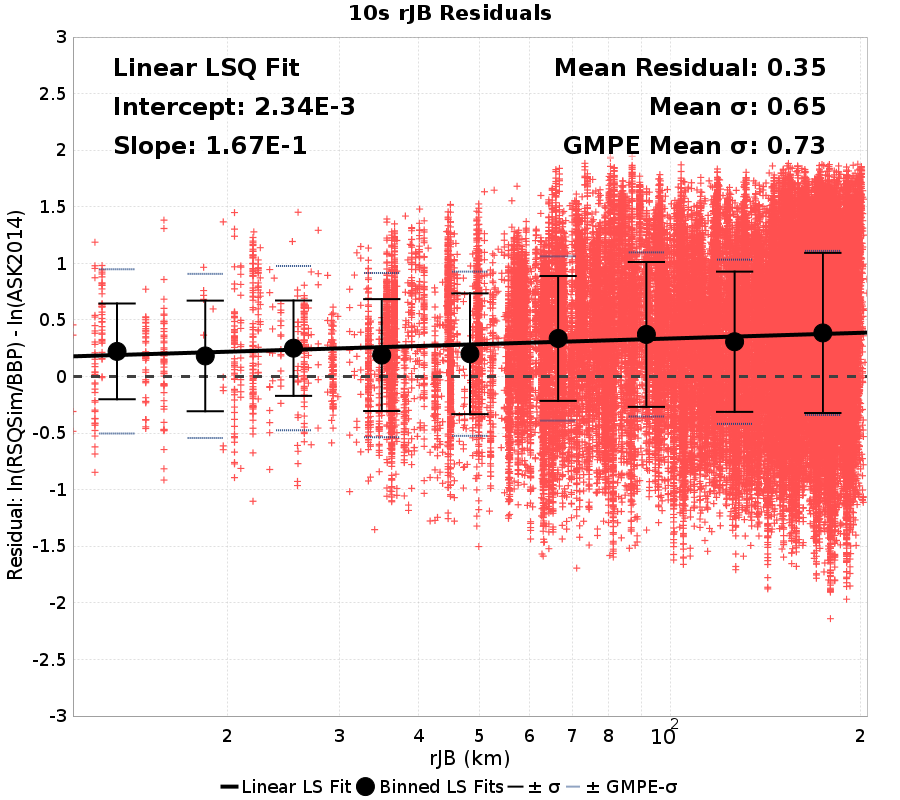 10s rJB Residuals
Linear LSQ Fit
Intercept: 2.34E-3
Slope: 1.67E-1
Mean Residual: 0.35
Mean σ: 0.65
GMPE Mean σ: 0.73
Residual: ln(RSQSim/BBP) - ln(ASK2014)
3
2.5
2
1.5
1
0.5
0
-0.5
-1
-1.5
-2
-2.5
-3
2 3 4 5 6 7 8 10² 2
rJB (km)
Linear LS Fit Binned LS Fits ± σ ± GMPE-σ